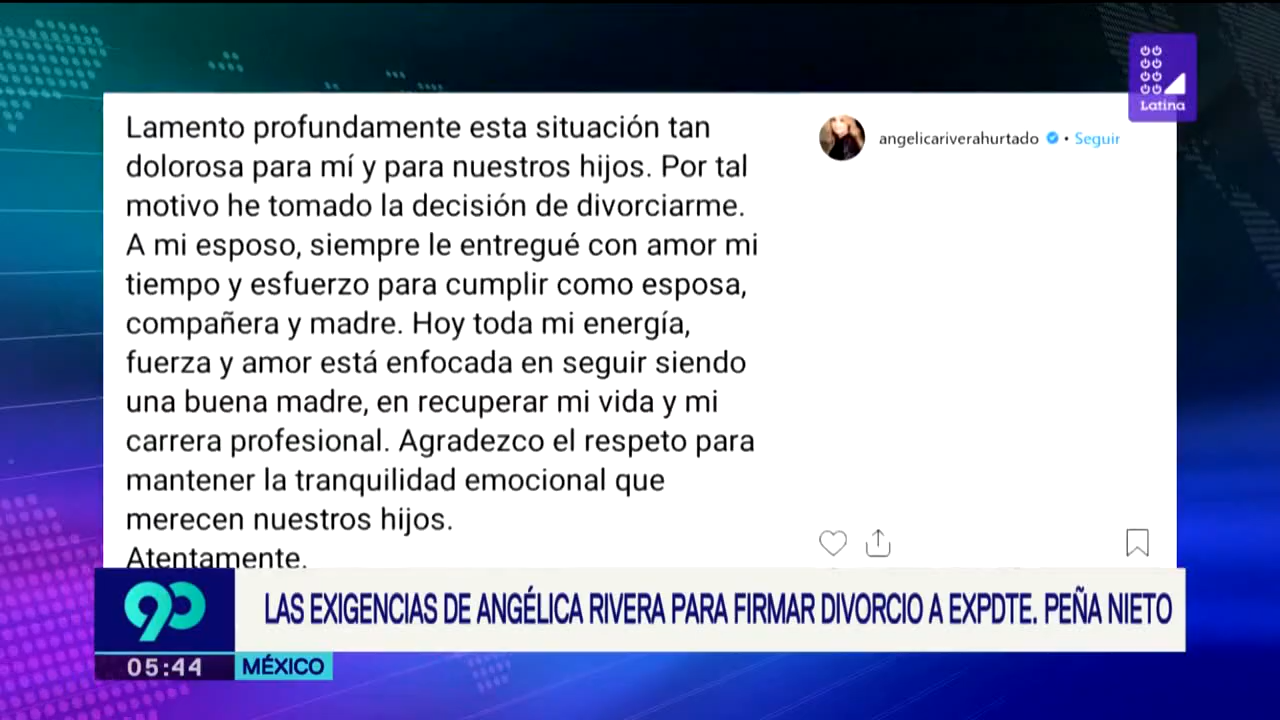 Latina
Lamento profundamente esta situación tan
dolorosa para mí y para nuestros hijos. Por tal
motivo he tomado la decisión de divorciarme.
A mi esposo, siempre le entregué con amor mi
tiempo y esfuerzo para cumplir como esposa,
compañera y madre. Hoy toda mi energía,
fuerza y amor está enfocada en seguir siendo
una buena madre, en recuperar mi vida y mi
carrera profesional. Agradezco el respeto para
mantener la tranquilidad emocional que
merecen nuestros hijos.
Atentamente.
angelicariverahurtado • Seguir
90
LAS EXIGENCIAS DE ANGÉLICA RIVERA PARA FIRMAR DIVORCIO A EXPDTE. PEÑA NIETO
05:44 MÉXICO